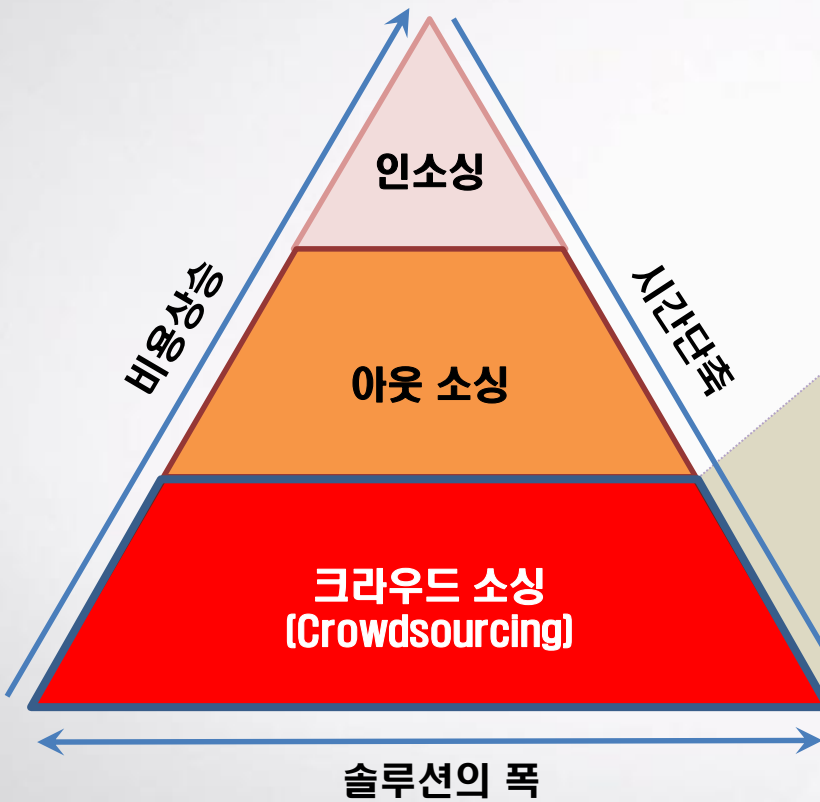 인소싱
비용상승
시간단축
아웃 소싱
크라우드 소싱
(Crowdsourcing)
솔루션의 폭